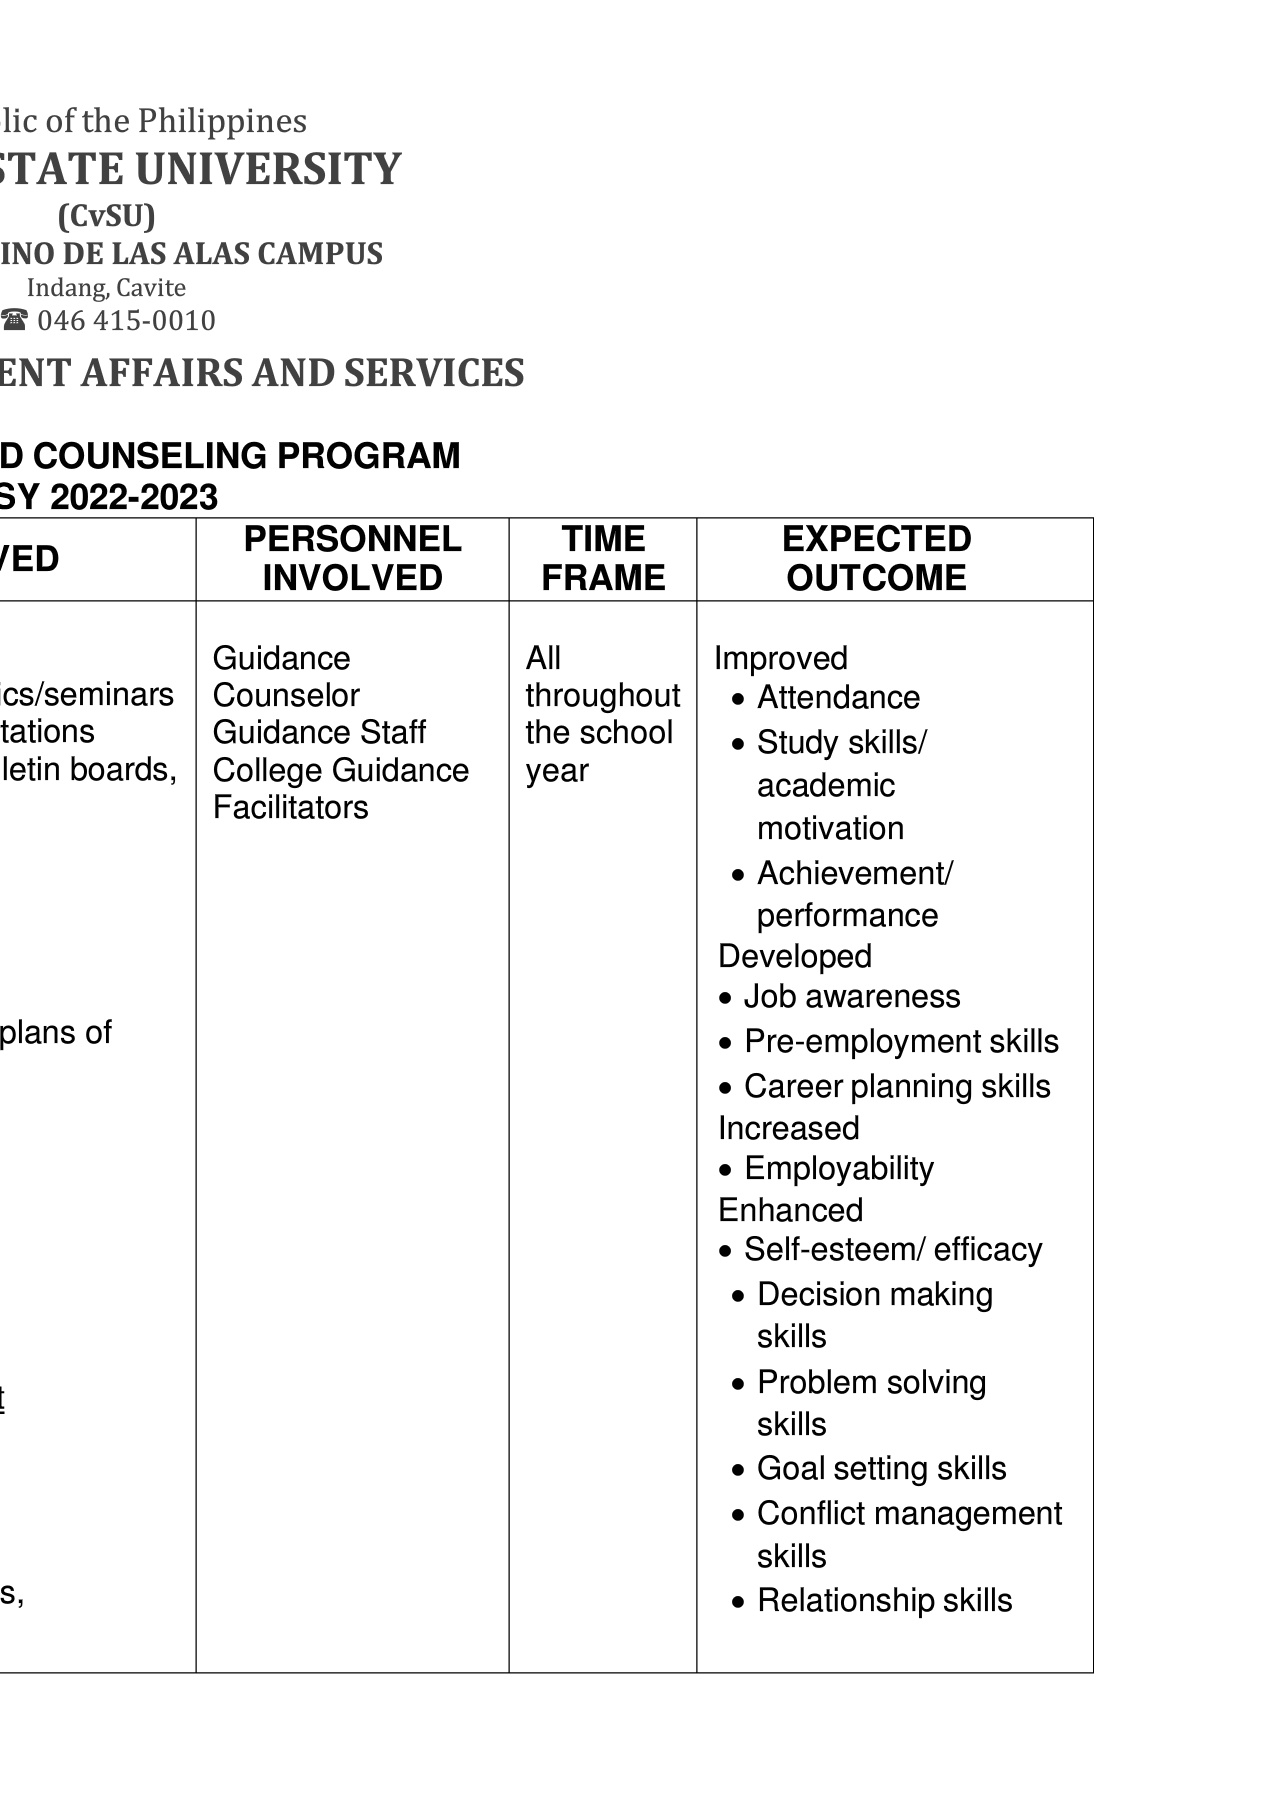 lic of the Philippines
STATE UNIVERSITY
(CvSU)
INO DE LAS ALAS CAMPUS
Indang, Cavite
☎ 046 415-0010
ENT AFFAIRS AND SERVICES
D COUNSELING PROGRAM
SY 2022-2023
VED
PERSONNEL
INVOLVED
TIME
FRAME
EXPECTED
OUTCOME
ics/seminars
tations
letin boards,
plans of
t
s,
Guidance
Counselor
Guidance Staff
College Guidance
Facilitators
All
throughout
the school
year
Improved
• Attendance
• Study skills/
academic
motivation
• Achievement/
performance
Developed
• Job awareness
• Pre-employment skills
• Career planning skills
Increased
• Employability
Enhanced
• Self-esteem/ efficacy
• Decision making
skills
• Problem solving
skills
• Goal setting skills
• Conflict management
skills
• Relationship skills